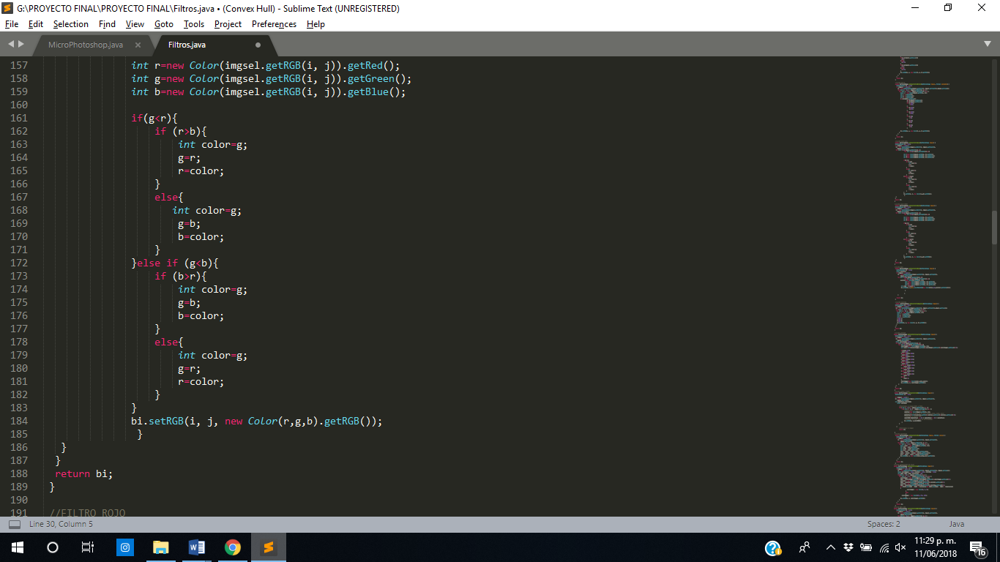 G:\PROYECTO FINAL\PROYECTO FINAL\Filtros.java • (Convex Hull) - Sublime Text (UNREGISTERED)
File Edit Selection Find View Goto Tools Project Preferences Help
MicroPhotoshop.java × Filtros.java
157 int r=new Color(imgsel.getRGB(i, j)).getRed();
158 int g=new Color(imgsel.getRGB(i, j)).getGreen();
159 int b=new Color(imgsel.getRGB(i, j)).getBlue();
160
161 if(g<r){
162 if (r>b){
163 int color=g;
164 g=r;
165 r=color;
166 }
167 else{
168 int color=g;
169 g=b;
170 b=color;
171 }
172 }else if (g<b){
173 if (b>r){
174 int color=g;
175 g=b;
176 b=color;
177 }
178 else{
179 int color=g;
180 g=r;
181 r=color;
182 }
183 }
184 bi.setRGB(i, j, new Color(r,g,b).getRGB());
185 }
186 }
187 }
188 return bi;
189 }
190
191 //FILTRO ROJO
Line 30, Column 5 Spaces: 2 Java
11:29 p. m.
11/06/2018
16